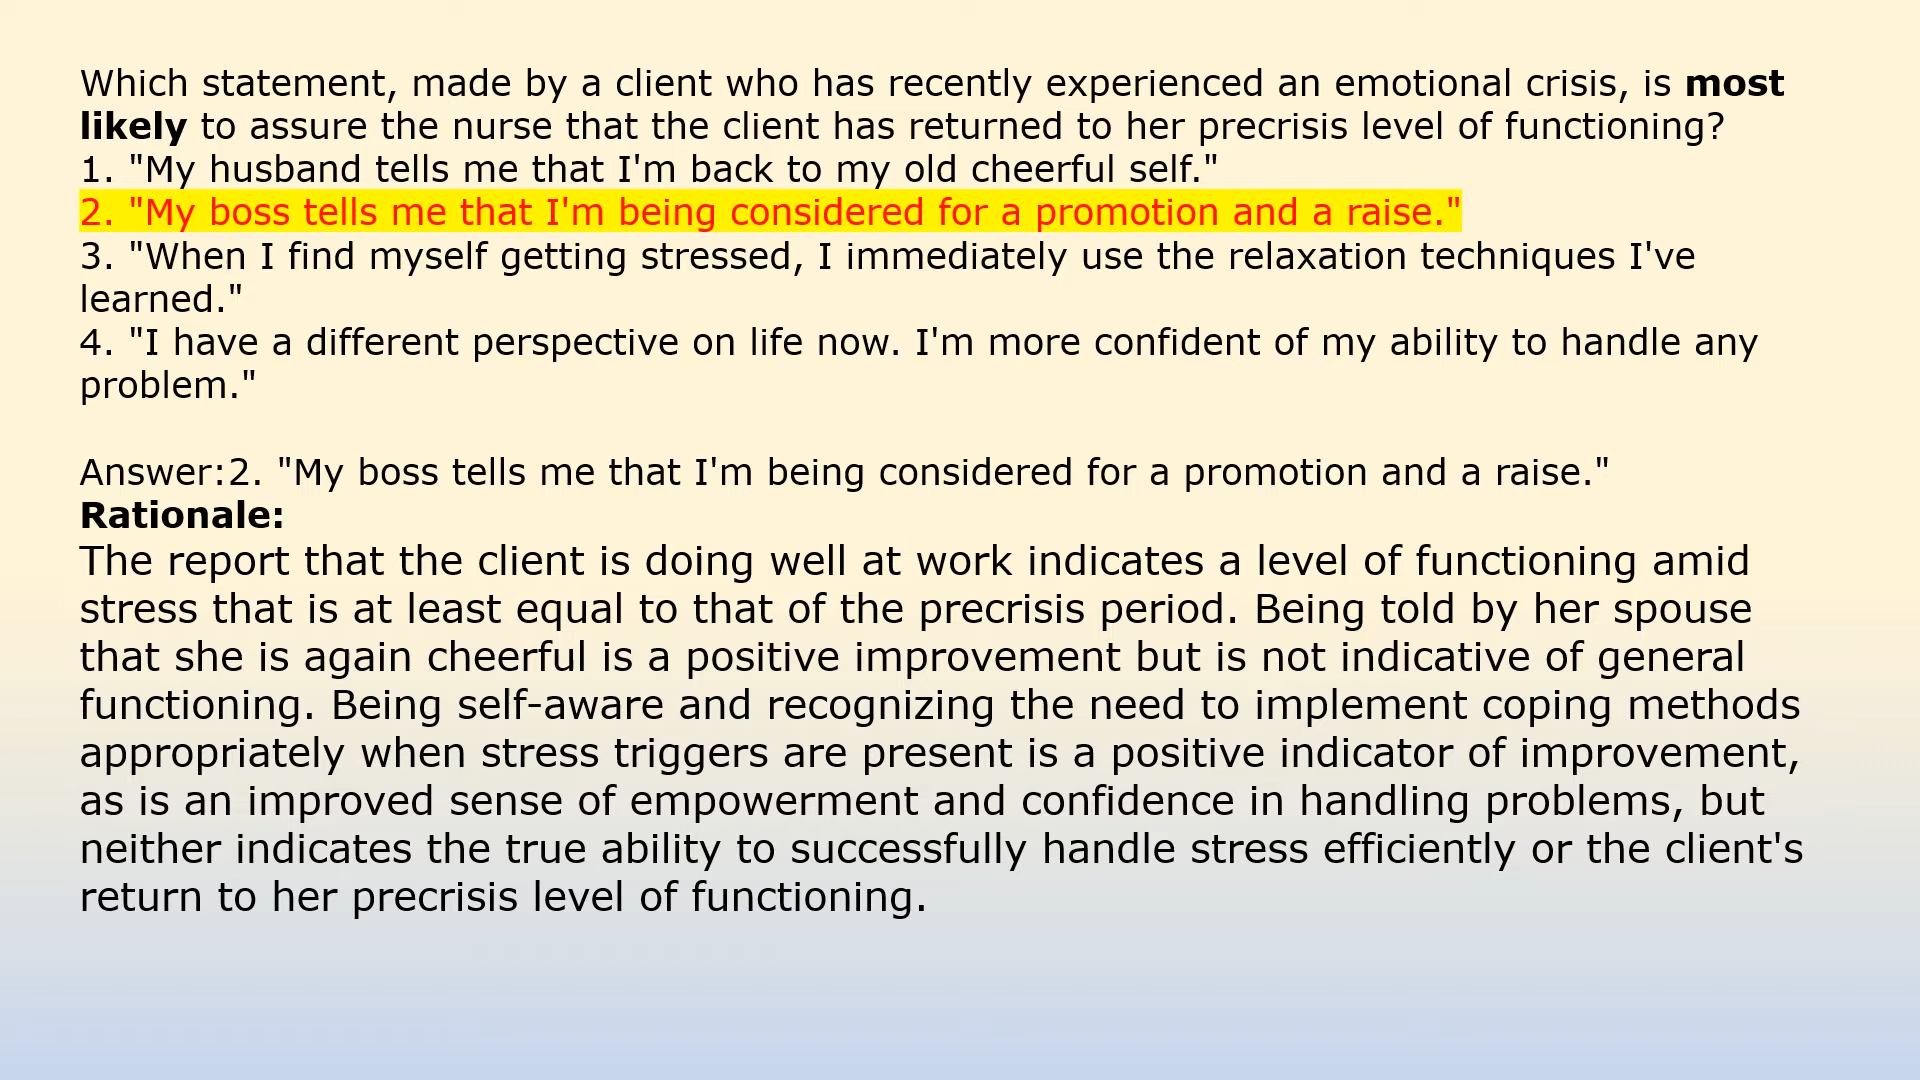 Which statement, made by a client who has recently experienced an emotional crisis, is most
likely to assure the nurse that the client has returned to her precrisis level of functioning?
1. "My husband tells me that I'm back to my old cheerful self."
2. "My boss tells me that I'm being considered for a promotion and a raise."
3. "When I find myself getting stressed, I immediately use the relaxation techniques I've
learned."
4. "I have a different perspective on life now. I'm more confident of my ability to handle any
problem."
Answer:2. "My boss tells me that I'm being considered for a promotion and a raise."
Rationale:
The report that the client is doing well at work indicates a level of functioning amid
stress that is at least equal to that of the precrisis period. Being told by her spouse
that she is again cheerful is a positive improvement but is not indicative of general
functioning. Being self-aware and recognizing the need to implement coping methods
appropriately when stress triggers are present is a positive indicator of improvement,
as is an improved sense of empowerment and confidence in handling problems, but
neither indicates the true ability to successfully handle stress efficiently or the client's
return to her precrisis level of functioning.